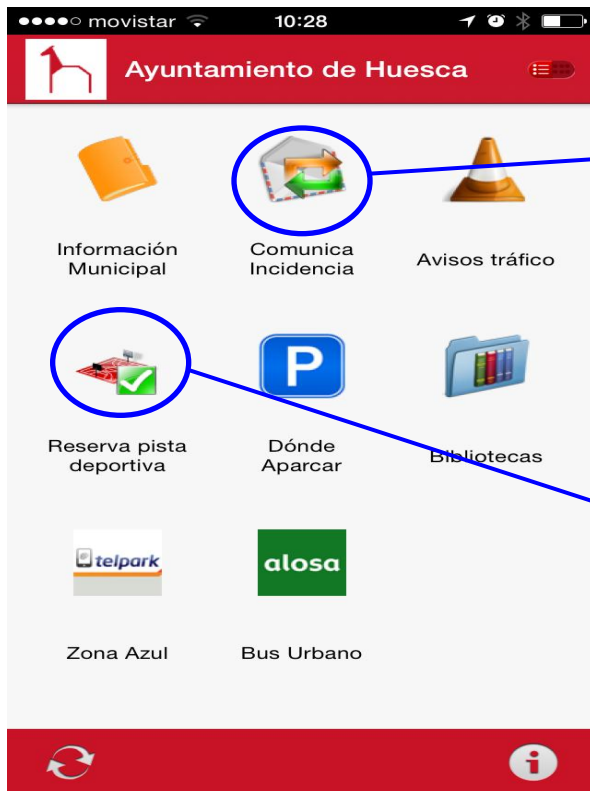 movistar 10:28
Ayuntamiento de Huesca
Información
Municipal
Comunica
Incidencia
Avisos tráfico
P
Reserva pista
deportiva
Dónde
Aparcar
Bibliotecas
telpark
alosa
Zona Azul
Bus Urbano
i